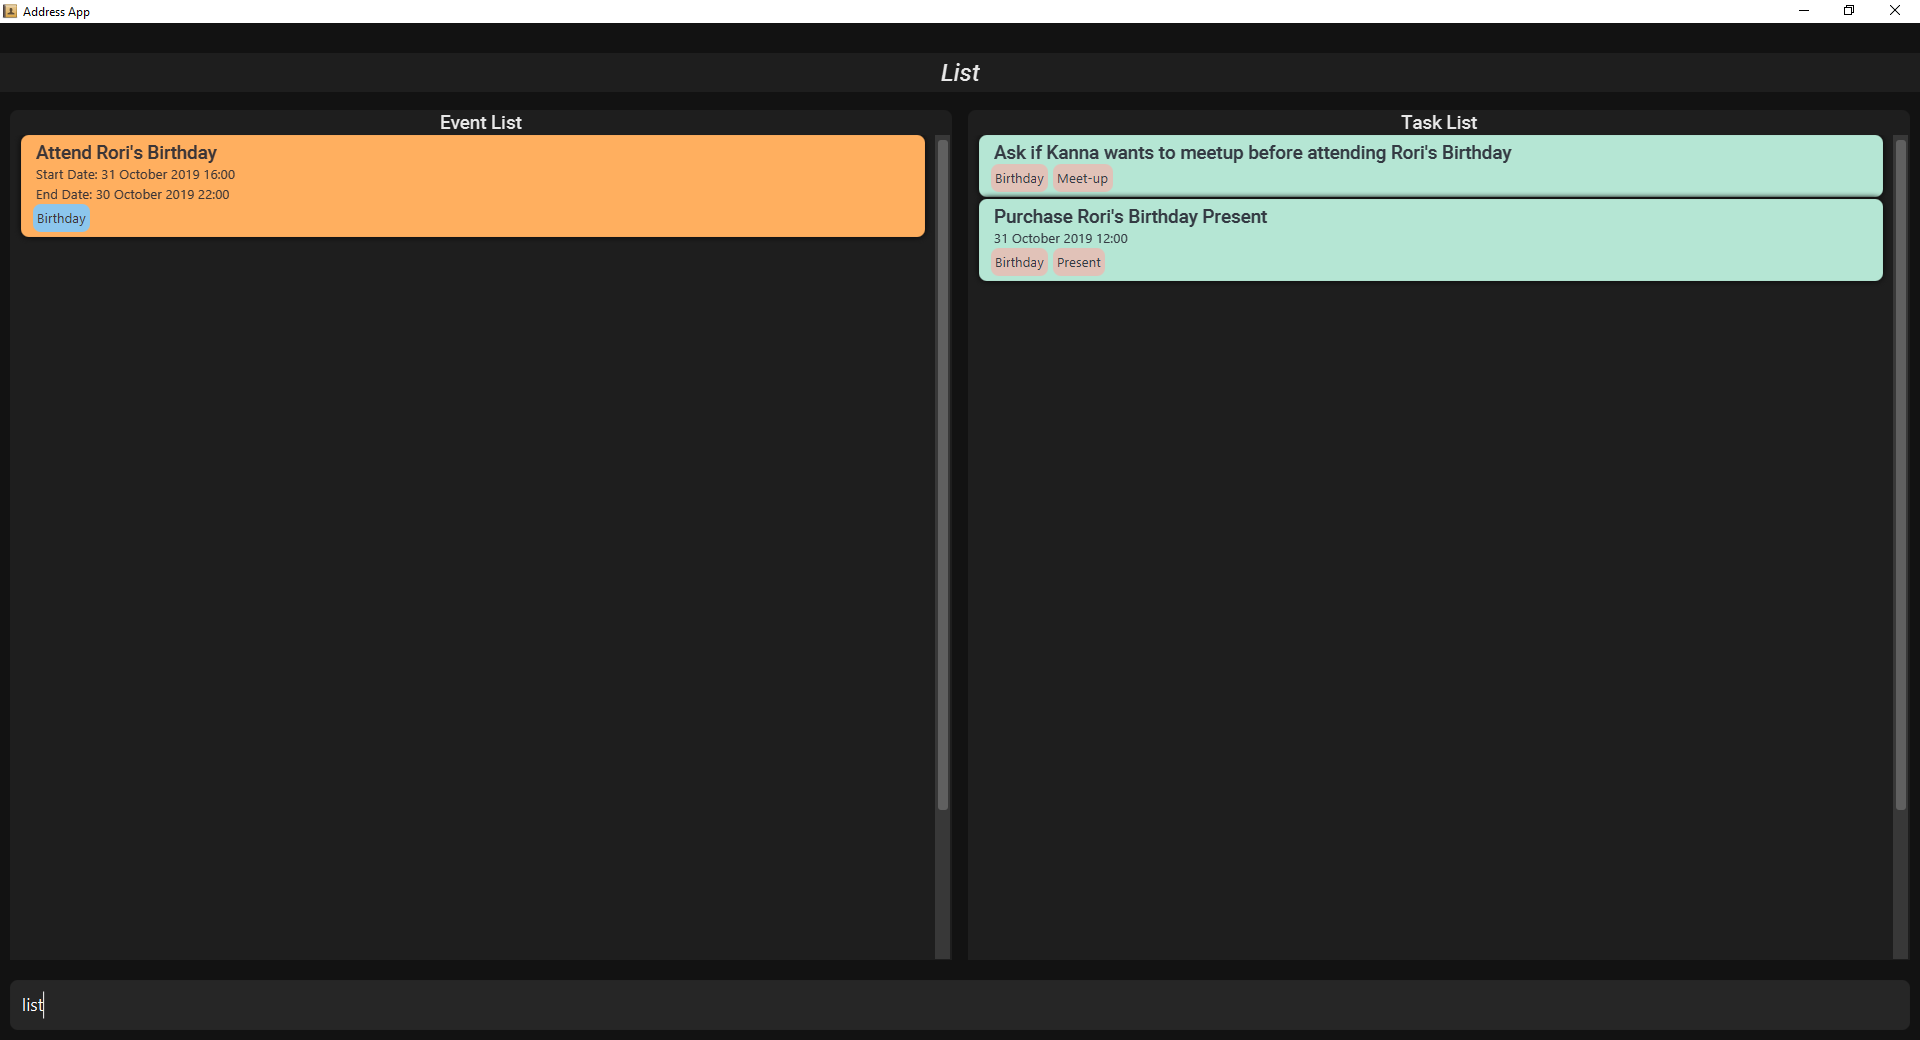 Address App
List
Event List
Attend Rori's Birthday
Start Date: 31 October 2019 16:00
End Date: 30 October 2019 22:00
Birthday
Task List
Ask if Kanna wants to meetup before attending Rori's Birthday
Birthday Meet-up
Purchase Rori's Birthday Present
31 October 2019 12:00
Birthday Present
list